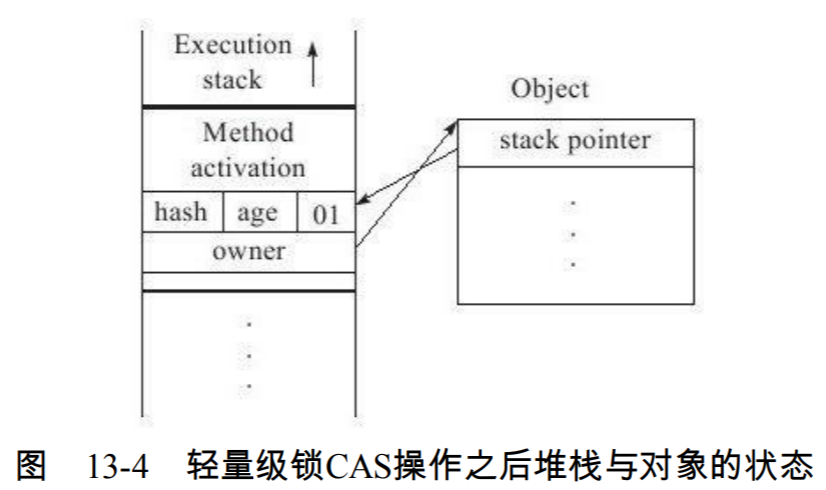 Execution
stack
Method
activation
hash age 01
owner
Object
stack pointer
图 13-4 轻量级锁CAS操作之后堆栈与对象的状态